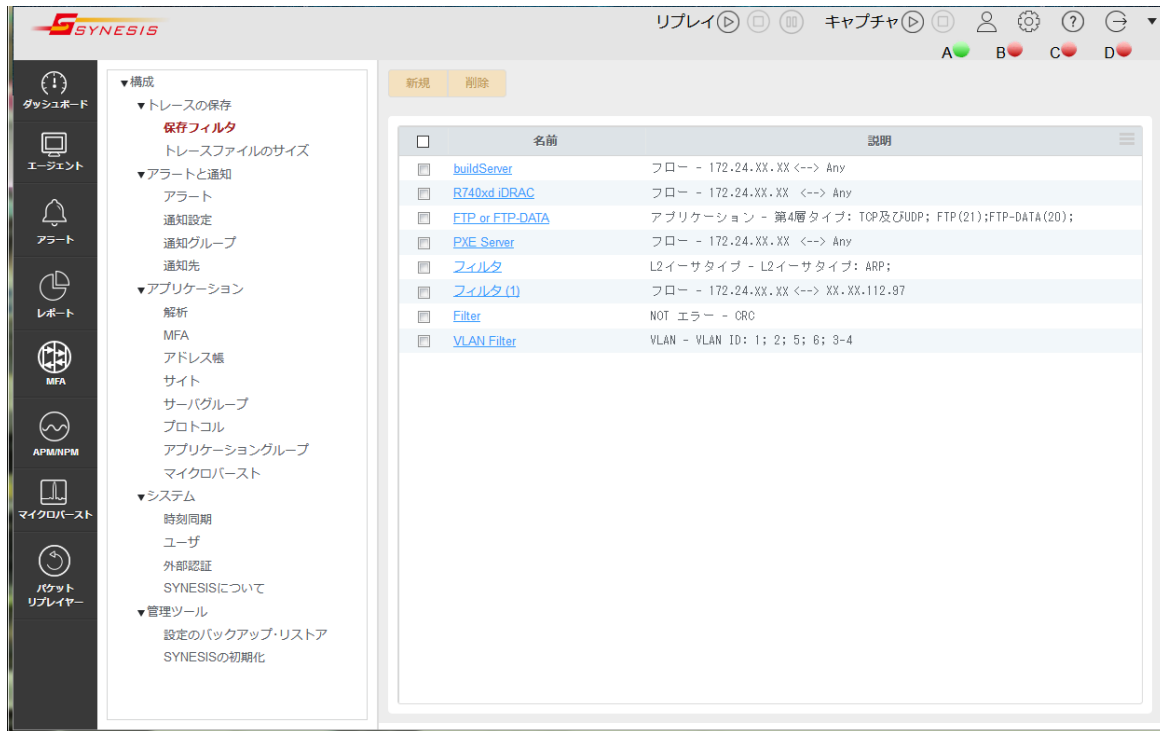 SYNESIS
リプレイ キャプチャ
A B C D
ダッシュボード
エージェント
アラート
レポート
MFA
APM/NPM
マイクロバースト
パケット
リプレイヤー
▼構成
▼トレースの保存
保存フィルタ
トレースファイルのサイズ
▼アラートと通知
アラート
通知設定
通知グループ
通知先
▼アプリケーション
解析
MFA
アドレス帳
サイト
サーバグループ
プロトコル
アプリケーショングループ
マイクロバースト
▼システム
時刻同期
ユーザ
外部認証
SYNESISについて
▼管理ツール
設定のバックアップ・リストア
SYNESISの初期化
新規 削除
名前 説明
buildServer フロー - 172.24.XX.XX <--> Any
R740xd iDRAC フロー - 172.24.XX.XX <--> Any
FTP or FTP-DATA アプリケーション - 第4層タイプ: TCP及びUDP; FTP(21);FTP-DATA(20);
PXE Server フロー - 172.24.XX.XX <--> Any
フィルタ L2イーサタイプ - L2イーサタイプ: ARP;
フィルタ (1) フロー - 172.24.XX.XX <--> XX.XX.112.97
Filter NOT エラー - CRC
VLAN Filter VLAN - VLAN ID: 1; 2; 5; 6; 3-4